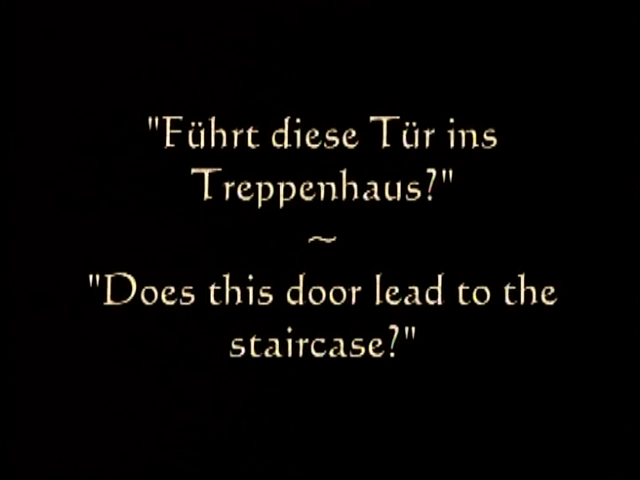 "Führt diese Tür ins
Treppenhaus?"
~
"Does this door lead to the
staircase?"